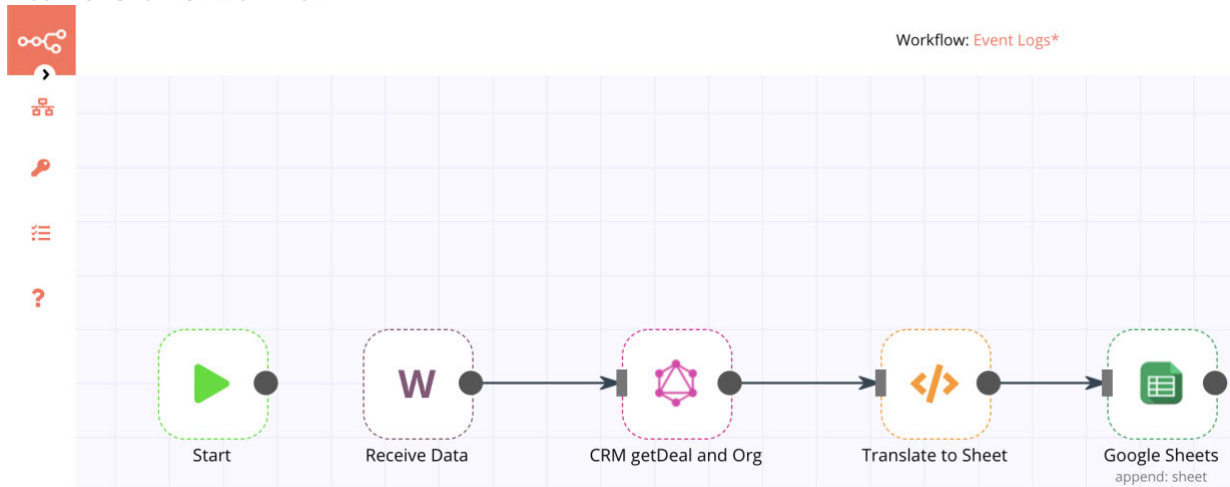 Workflow: Event Logs*
?
W
</>
Start
Receive Data
CRM getDeal and Org
Translate to Sheet
Google Sheets
append: sheet